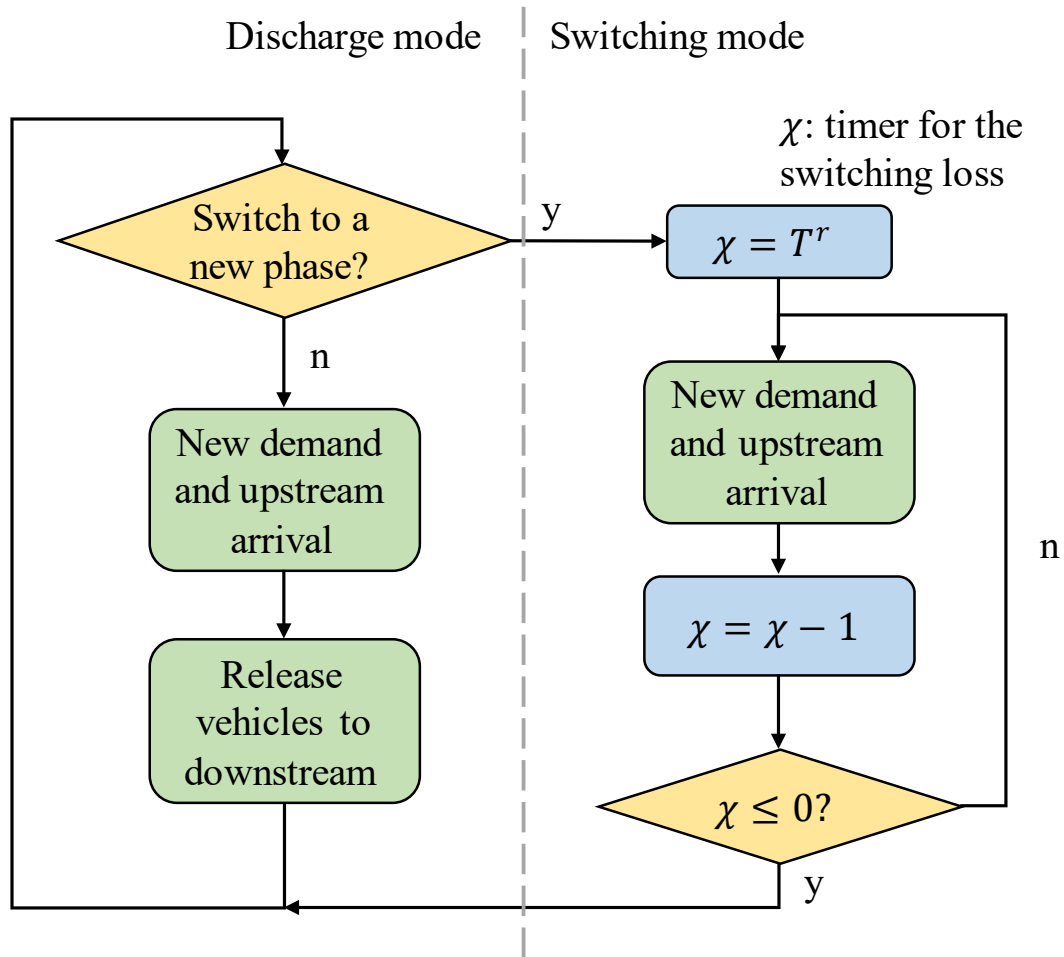 Discharge mode
Switching mode
χ: timer for the
switching loss
Switch to a
new phase?
y
χ = Tʳ
n
New demand
and upstream
arrival
Release
vehicles to
downstream
New demand
and upstream
arrival
n
χ = χ − 1
χ ≤ 0?
y